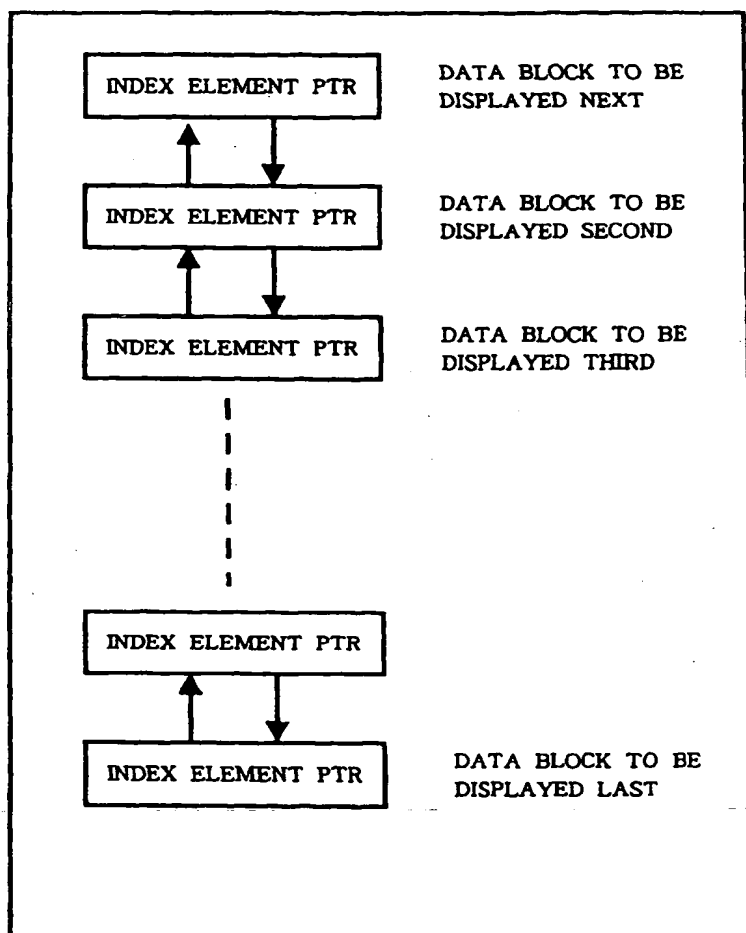 INDEX ELEMENT PTR
DATA BLOCK TO BE
DISPLAYED NEXT
INDEX ELEMENT PTR
DATA BLOCK TO BE
DISPLAYED SECOND
INDEX ELEMENT PTR
DATA BLOCK TO BE
DISPLAYED THIRD
INDEX ELEMENT PTR
INDEX ELEMENT PTR
DATA BLOCK TO BE
DISPLAYED LAST